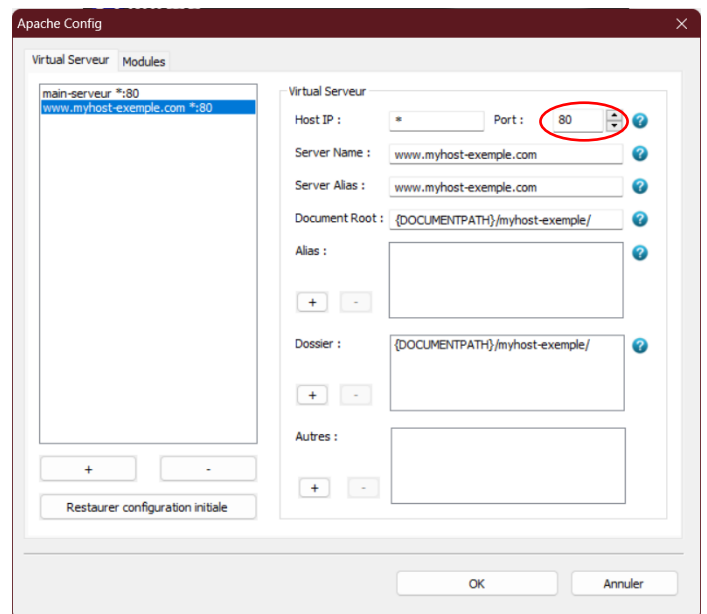 Apache Config
Virtual Serveur
Modules
main-serveur *:80
www.myhost-exemple.com *:80
+
-
Restaurer configuration initiale
Virtual Serveur
Host IP :
*
Port :
80
?
Server Name :
www.myhost-exemple.com
?
Server Alias :
www.myhost-exemple.com
?
Document Root :
{DOCUMENTPATH}/myhost-exemple/
?
Alias :
?
+
-
Dossier :
{DOCUMENTPATH}/myhost-exemple/
?
+
-
Autres :
+
-
OK
Annuler